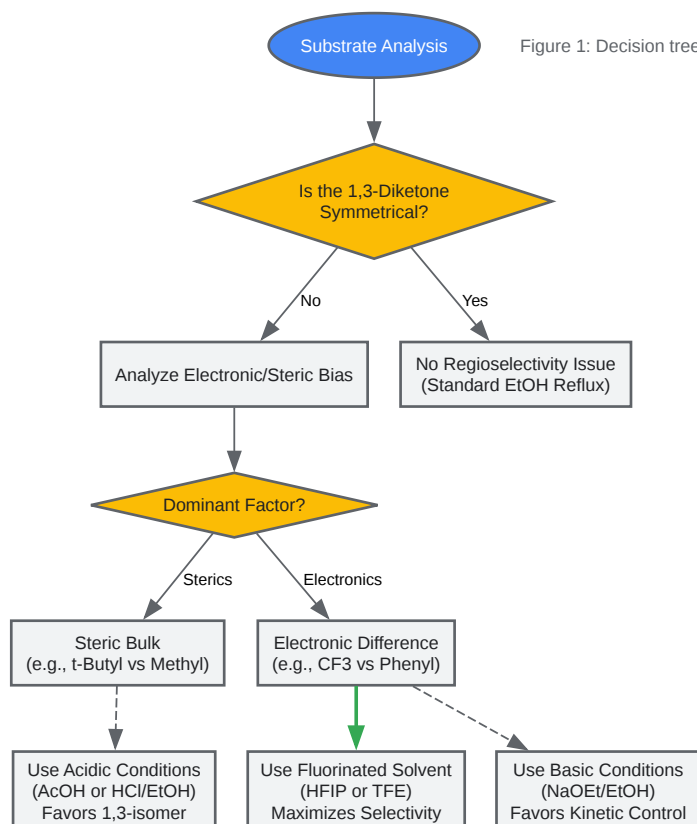 Substrate Analysis
Figure 1: Decision tree
Is the 1,3-Diketone
Symmetrical?
No
Yes
Analyze Electronic/Steric Bias
No Regioselectivity Issue
(Standard EtOH Reflux)
Dominant Factor?
Sterics
Electronics
Steric Bulk
(e.g., t-Butyl vs Methyl)
Electronic Difference
(e.g., CF3 vs Phenyl)
Use Acidic Conditions
(AcOH or HCl/EtOH)
Favors 1,3-isomer
Use Fluorinated Solvent
(HFIP or TFE)
Maximizes Selectivity
Use Basic Conditions
(NaOEt/EtOH)
Favors Kinetic Control